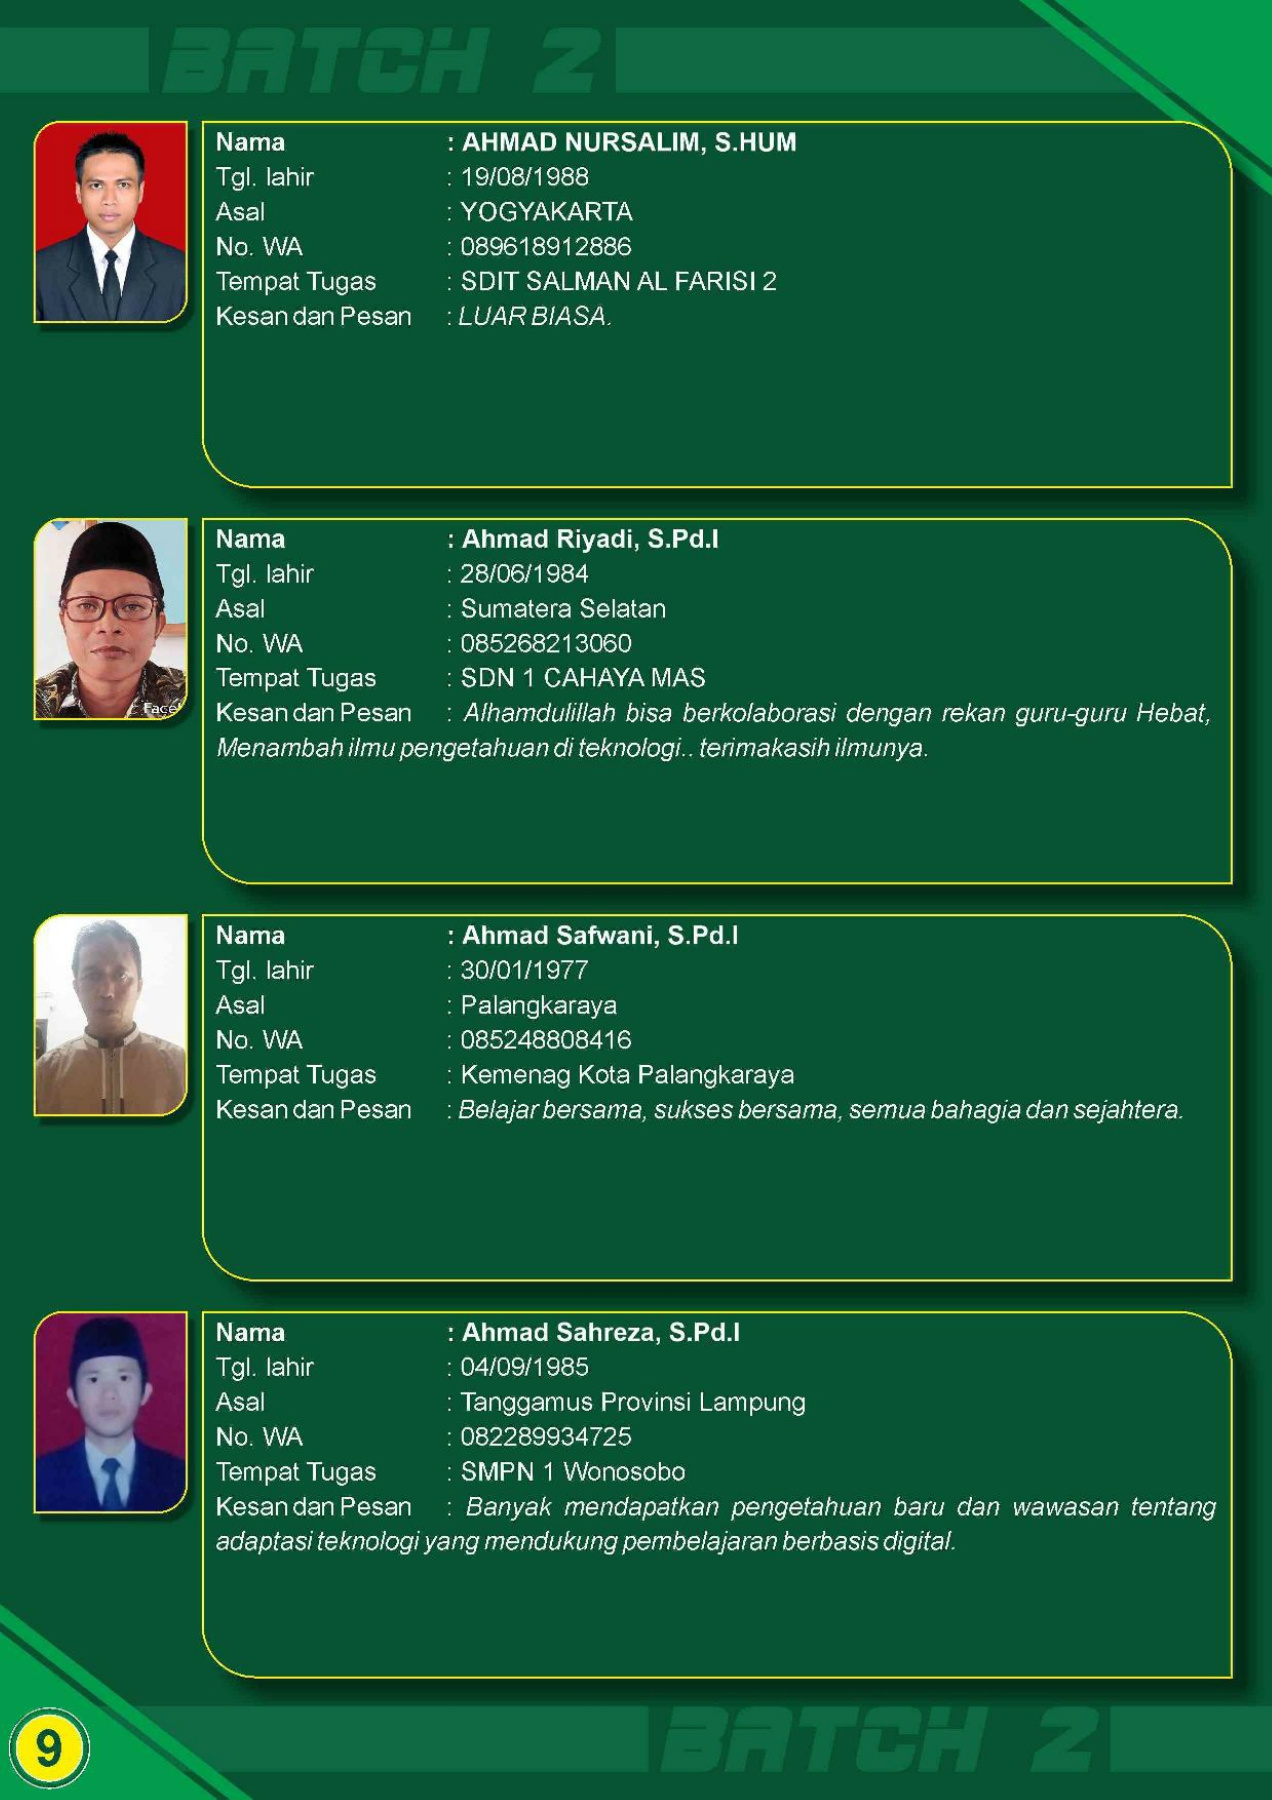 BATCH 2
Nama : AHMAD NURSALIM, S.HUM
Tgl. lahir : 19/08/1988
Asal : YOGYAKARTA
No. WA : 089618912886
Tempat Tugas : SDIT SALMAN AL FARISI 2
Kesan dan Pesan : LUAR BIASA.
Nama : Ahmad Riyadi, S.Pd.I
Tgl. lahir : 28/06/1984
Asal : Sumatera Selatan
No. WA : 085268213060
Tempat Tugas : SDN 1 CAHAYA MAS
Kesan dan Pesan : Alhamdulillah bisa berkolaborasi dengan rekan guru-guru Hebat,
Menambah ilmu pengetahuan di teknologi.. terimakasih ilmunya.
Nama : Ahmad Safwani, S.Pd.I
Tgl. lahir : 30/01/1977
Asal : Palangkaraya
No. WA : 085248808416
Tempat Tugas : Kemenag Kota Palangkaraya
Kesan dan Pesan : Belajar bersama, sukses bersama, semua bahagia dan sejahtera.
Nama : Ahmad Sahreza, S.Pd.I
Tgl. lahir : 04/09/1985
Asal : Tanggamus Provinsi Lampung
No. WA : 082289934725
Tempat Tugas : SMPN 1 Wonosobo
Kesan dan Pesan : Banyak mendapatkan pengetahuan baru dan wawasan tentang
adaptasi teknologi yang mendukung pembelajaran berbasis digital.
9
BATCH 2